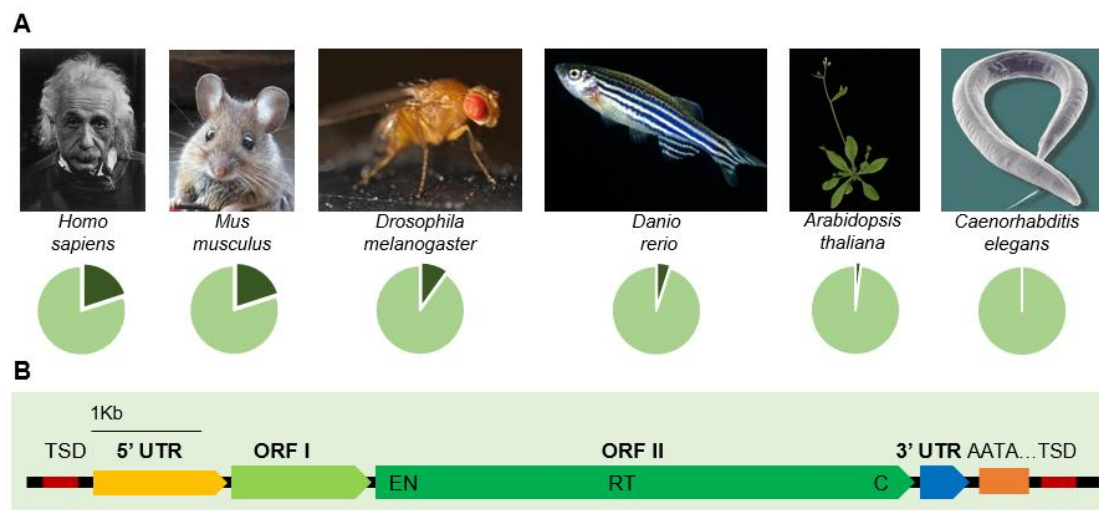 A
Homo
sapiens
Mus
musculus
Drosophila
melanogaster
Danio
rerio
Arabidopsis
thaliana
Caenorhabditis
elegans
B
1Kb
TSD 5’ UTR ORF I ORF II 3’ UTR AATA…TSD
EN RT C